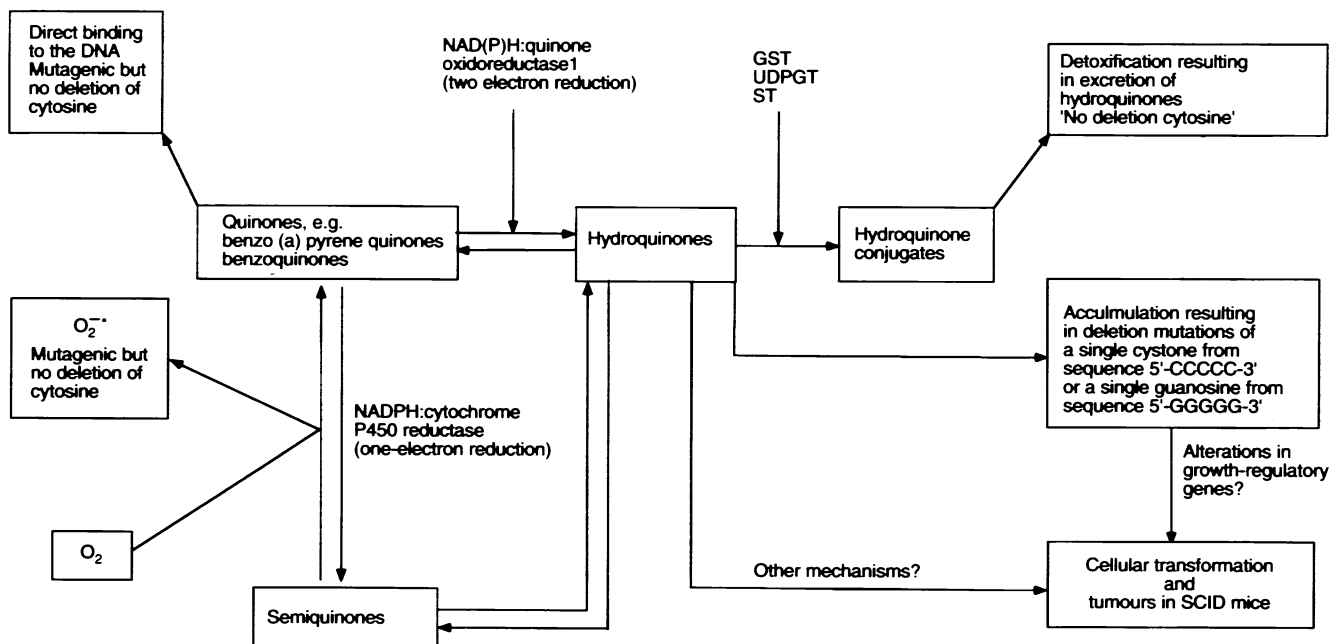 Direct binding
to the DNA
Mutagenic but
no deletion of
cytosine
NAD(P)H:quinone
oxidoreductase1
(two electron reduction)
GST
UDPGT
ST
Detoxification resulting
in excretion of
hydroquinones
'No deletion cytosine'
Quinones, e.g.
benzo (a) pyrene quinones
benzoquinones
Hydroquinones
Hydroquinone
conjugates
O₂⁻•
Mutagenic but
no deletion of
cytosine
Acculmulation resulting
in deletion mutations of
a single cystone from
sequence 5'-CCCCC-3'
or a single guanosine from
sequence 5'-GGGGG-3'
NADPH:cytochrome
P450 reductase
(one-electron reduction)
Alterations in
growth-regulatory
genes?
O₂
Other mechanisms?
Cellular transformation
and
tumours in SCID mice
Semiquinones